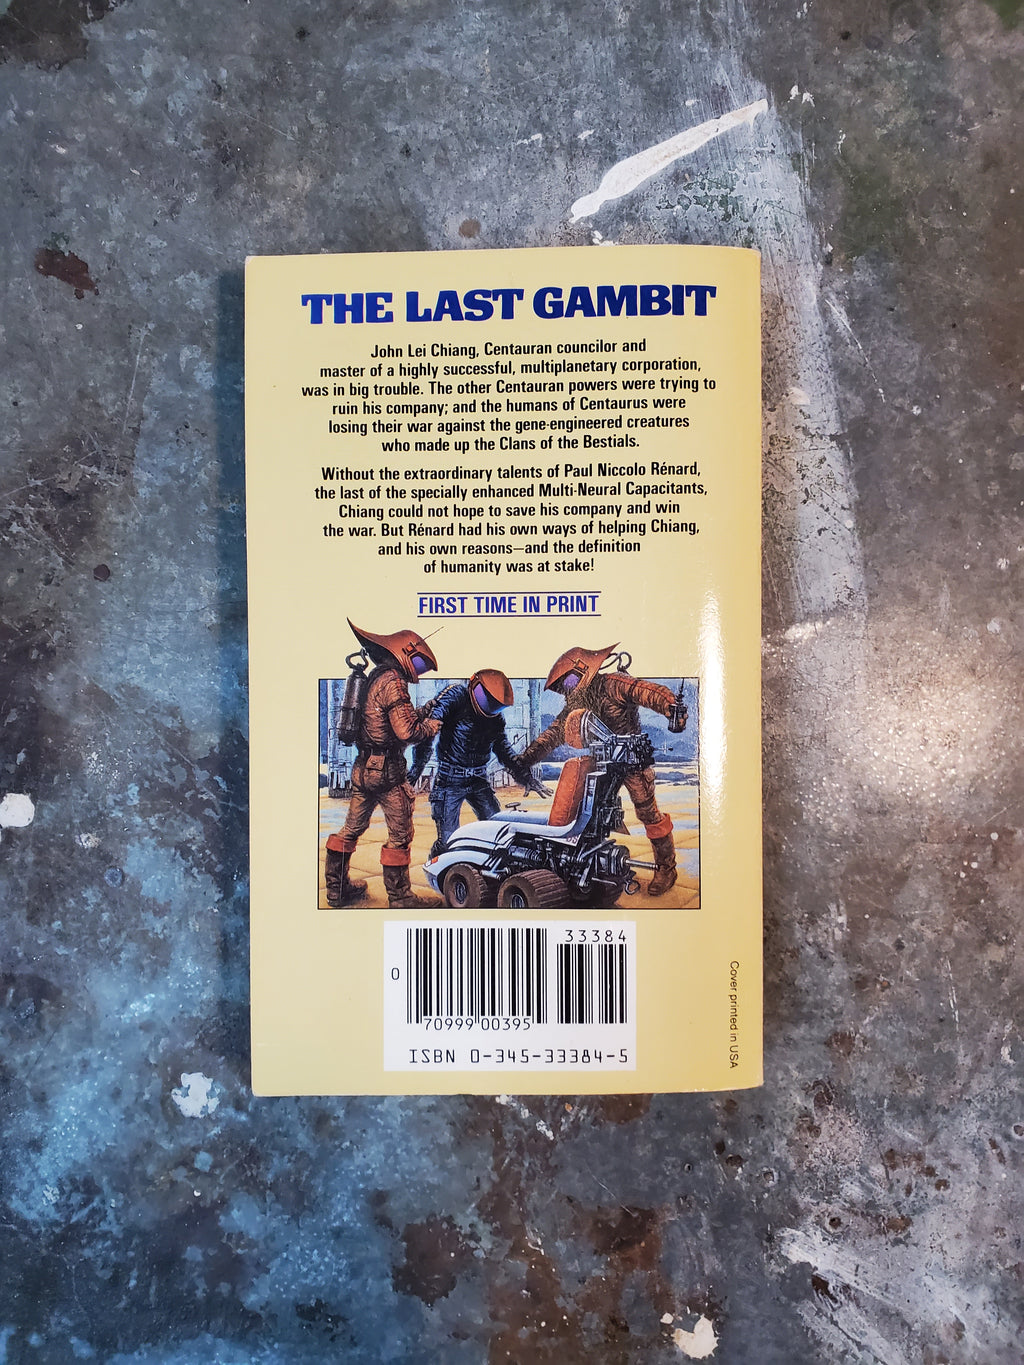 THE LAST GAMBIT
John Lei Chiang, Centauran councilor and
master of a highly successful, multiplanetary corporation,
was in big trouble. The other Centauran powers were trying to
ruin his company; and the humans of Centaurus were
losing their war against the gene-engineered creatures
who made up the Clans of the Bestials.
Without the extraordinary talents of Paul Niccolo Rénard,
the last of the specially enhanced Multi-Neural Capacitants,
Chiang could not hope to save his company and win
the war. But Rénard had his own ways of helping Chiang,
and his own reasons—and the definition
of humanity was at stake!
FIRST TIME IN PRINT
33384
0
70999 00395
ISBN 0-345-33384-5
Cover printed in USA